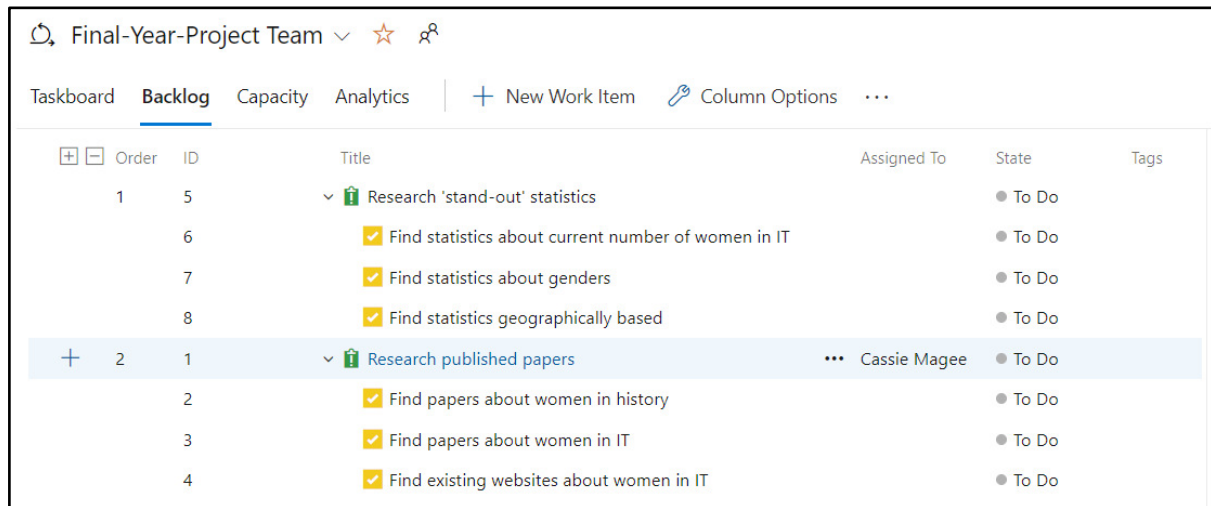 Final-Year-Project Team
Taskboard Backlog Capacity Analytics + New Work Item Column Options ...
Order ID Title Assigned To State Tags
1 5 Research 'stand-out' statistics To Do
6 Find statistics about current number of women in IT To Do
7 Find statistics about genders To Do
8 Find statistics geographically based To Do
+ 2 1 Research published papers ... Cassie Magee To Do
2 Find papers about women in history To Do
3 Find papers about women in IT To Do
4 Find existing websites about women in IT To Do